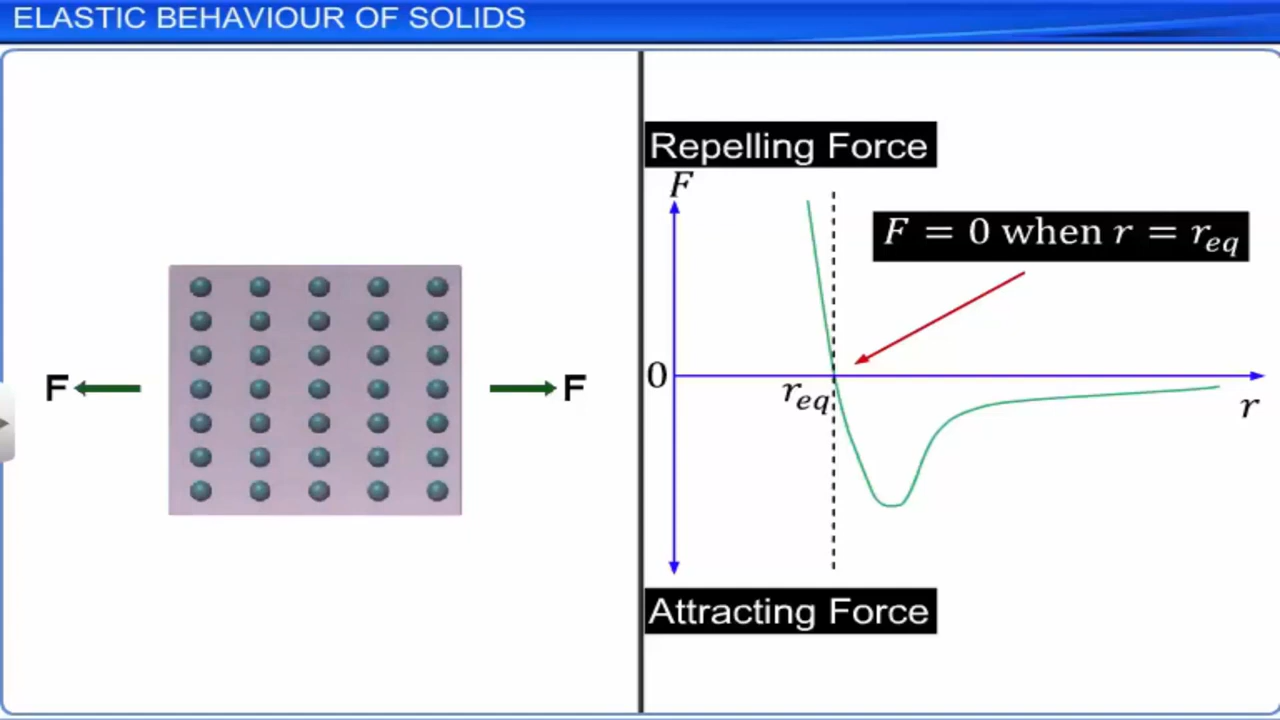 ELASTIC BEHAVIOUR OF SOLIDS
F
F
Repelling Force
F
F = 0 when r = r_eq
0
r_eq
r
Attracting Force